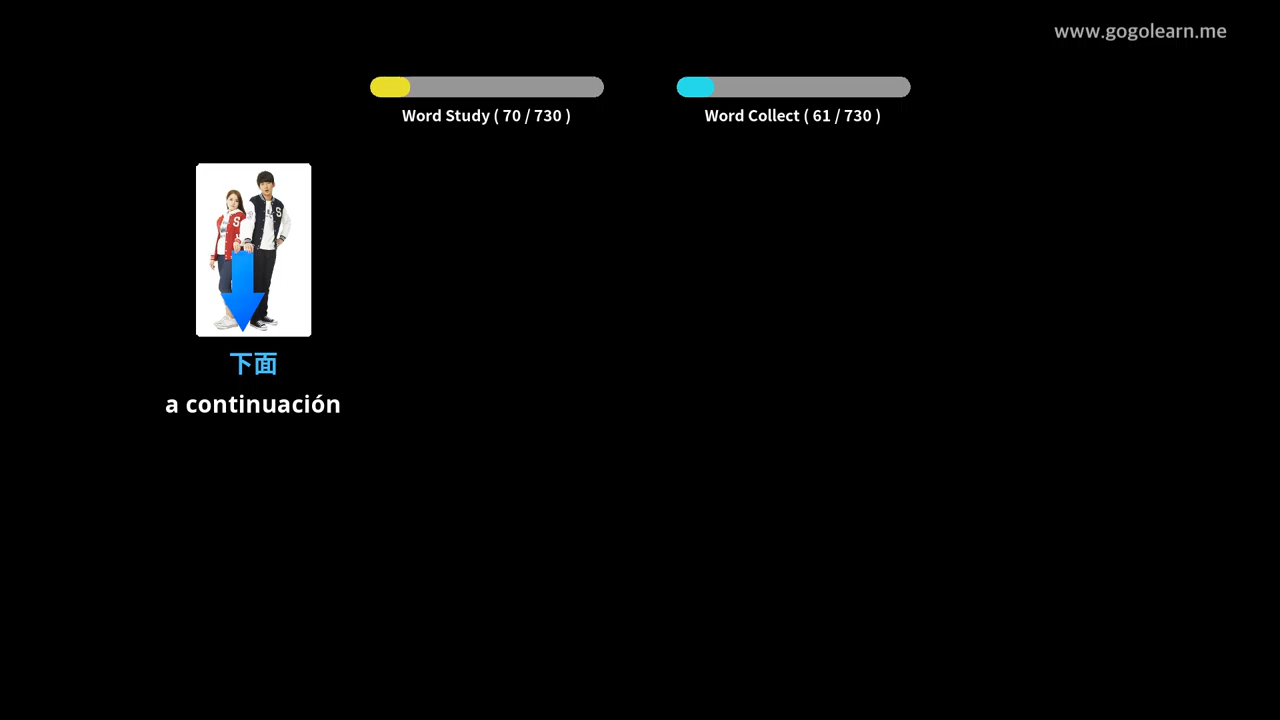 www.gogolearn.me
Word Study ( 70 / 730 )
Word Collect ( 61 / 730 )
S
S
下面
a continuación